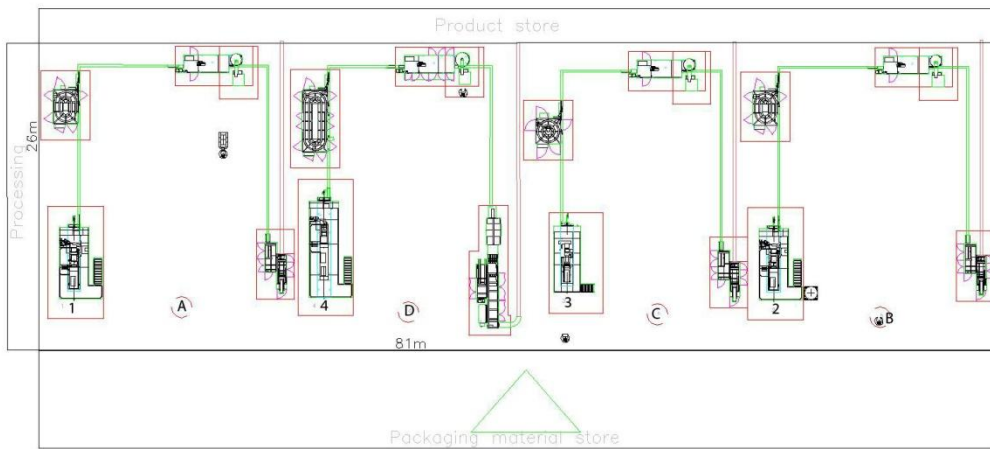 Product store
Processing
26m
1
A
4
D
3
C
2
B
81m
Packaging material store